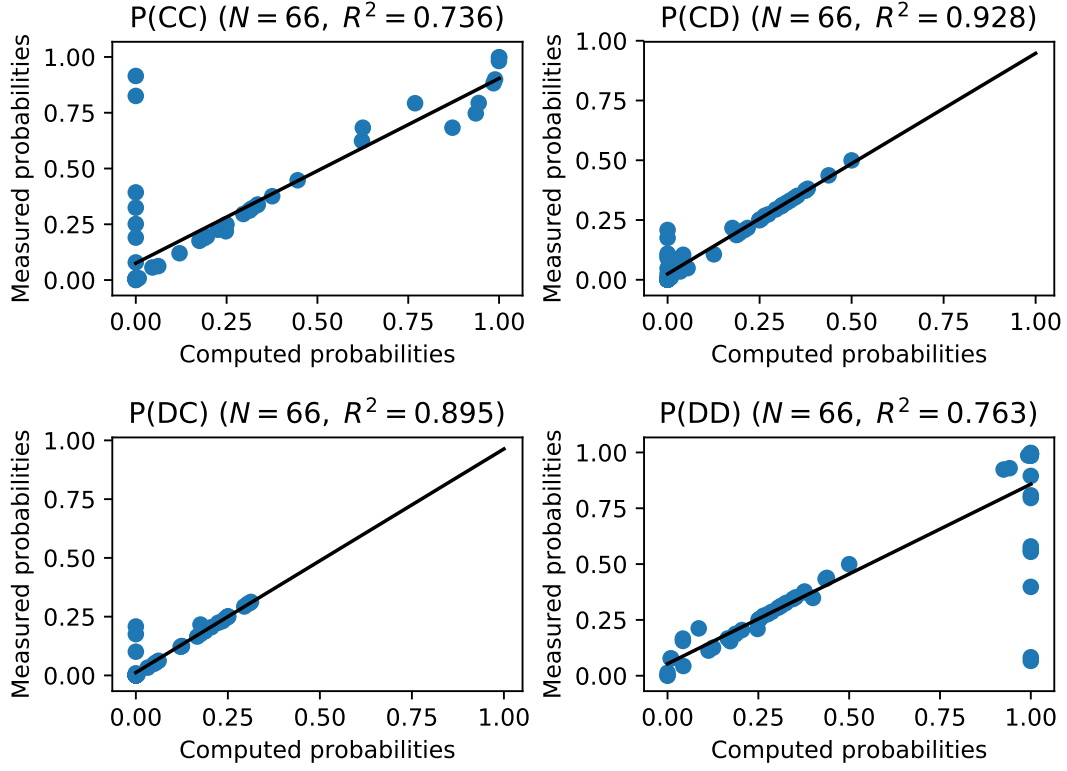 P(CC) (N = 66, R² = 0.736)
Measured probabilities
1.00
0.75
0.50
0.25
0.00
0.00 0.25 0.50 0.75 1.00
Computed probabilities
P(CD) (N = 66, R² = 0.928)
Measured probabilities
1.00
0.75
0.50
0.25
0.00
0.00 0.25 0.50 0.75 1.00
Computed probabilities
P(DC) (N = 66, R² = 0.895)
Measured probabilities
1.00
0.75
0.50
0.25
0.00
0.00 0.25 0.50 0.75 1.00
Computed probabilities
P(DD) (N = 66, R² = 0.763)
Measured probabilities
1.00
0.75
0.50
0.25
0.00
0.00 0.25 0.50 0.75 1.00
Computed probabilities